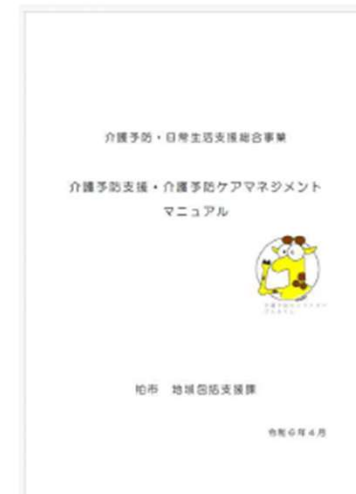 介護予防・日常生活支援総合事業
介護予防支援・介護予防ケアマネジメント
マニュアル
柏市 地域包括支援課
令和6年4月